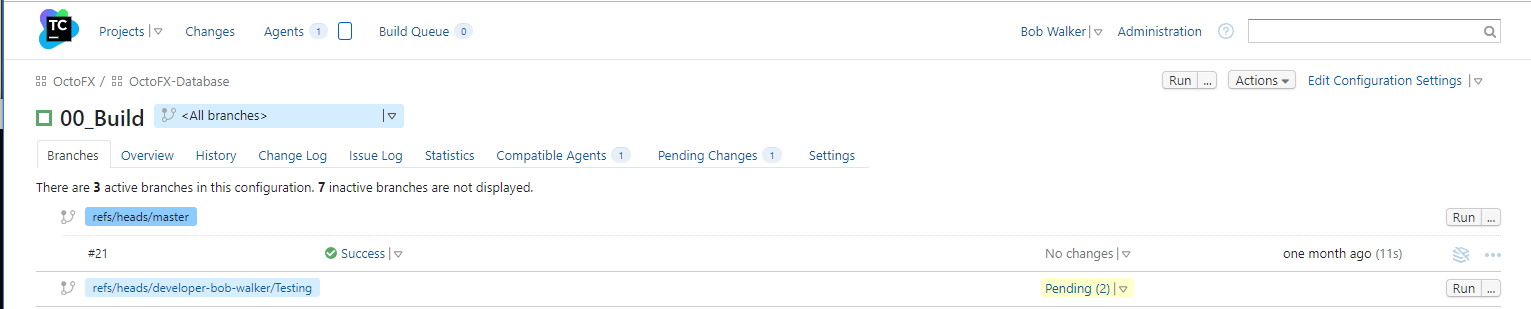 TC Projects Changes Agents 1 Build Queue 0 Bob Walker Administration ?
OctoFX / OctoFX-Database Run ... Actions Edit Configuration Settings
00_Build <All branches>
Branches Overview History Change Log Issue Log Statistics Compatible Agents 1 Pending Changes 1 Settings
There are 3 active branches in this configuration. 7 inactive branches are not displayed.
refs/heads/master Run ...
#21 Success No changes one month ago (11s)
refs/heads/developer-bob-walker/Testing Pending (2) Run ...